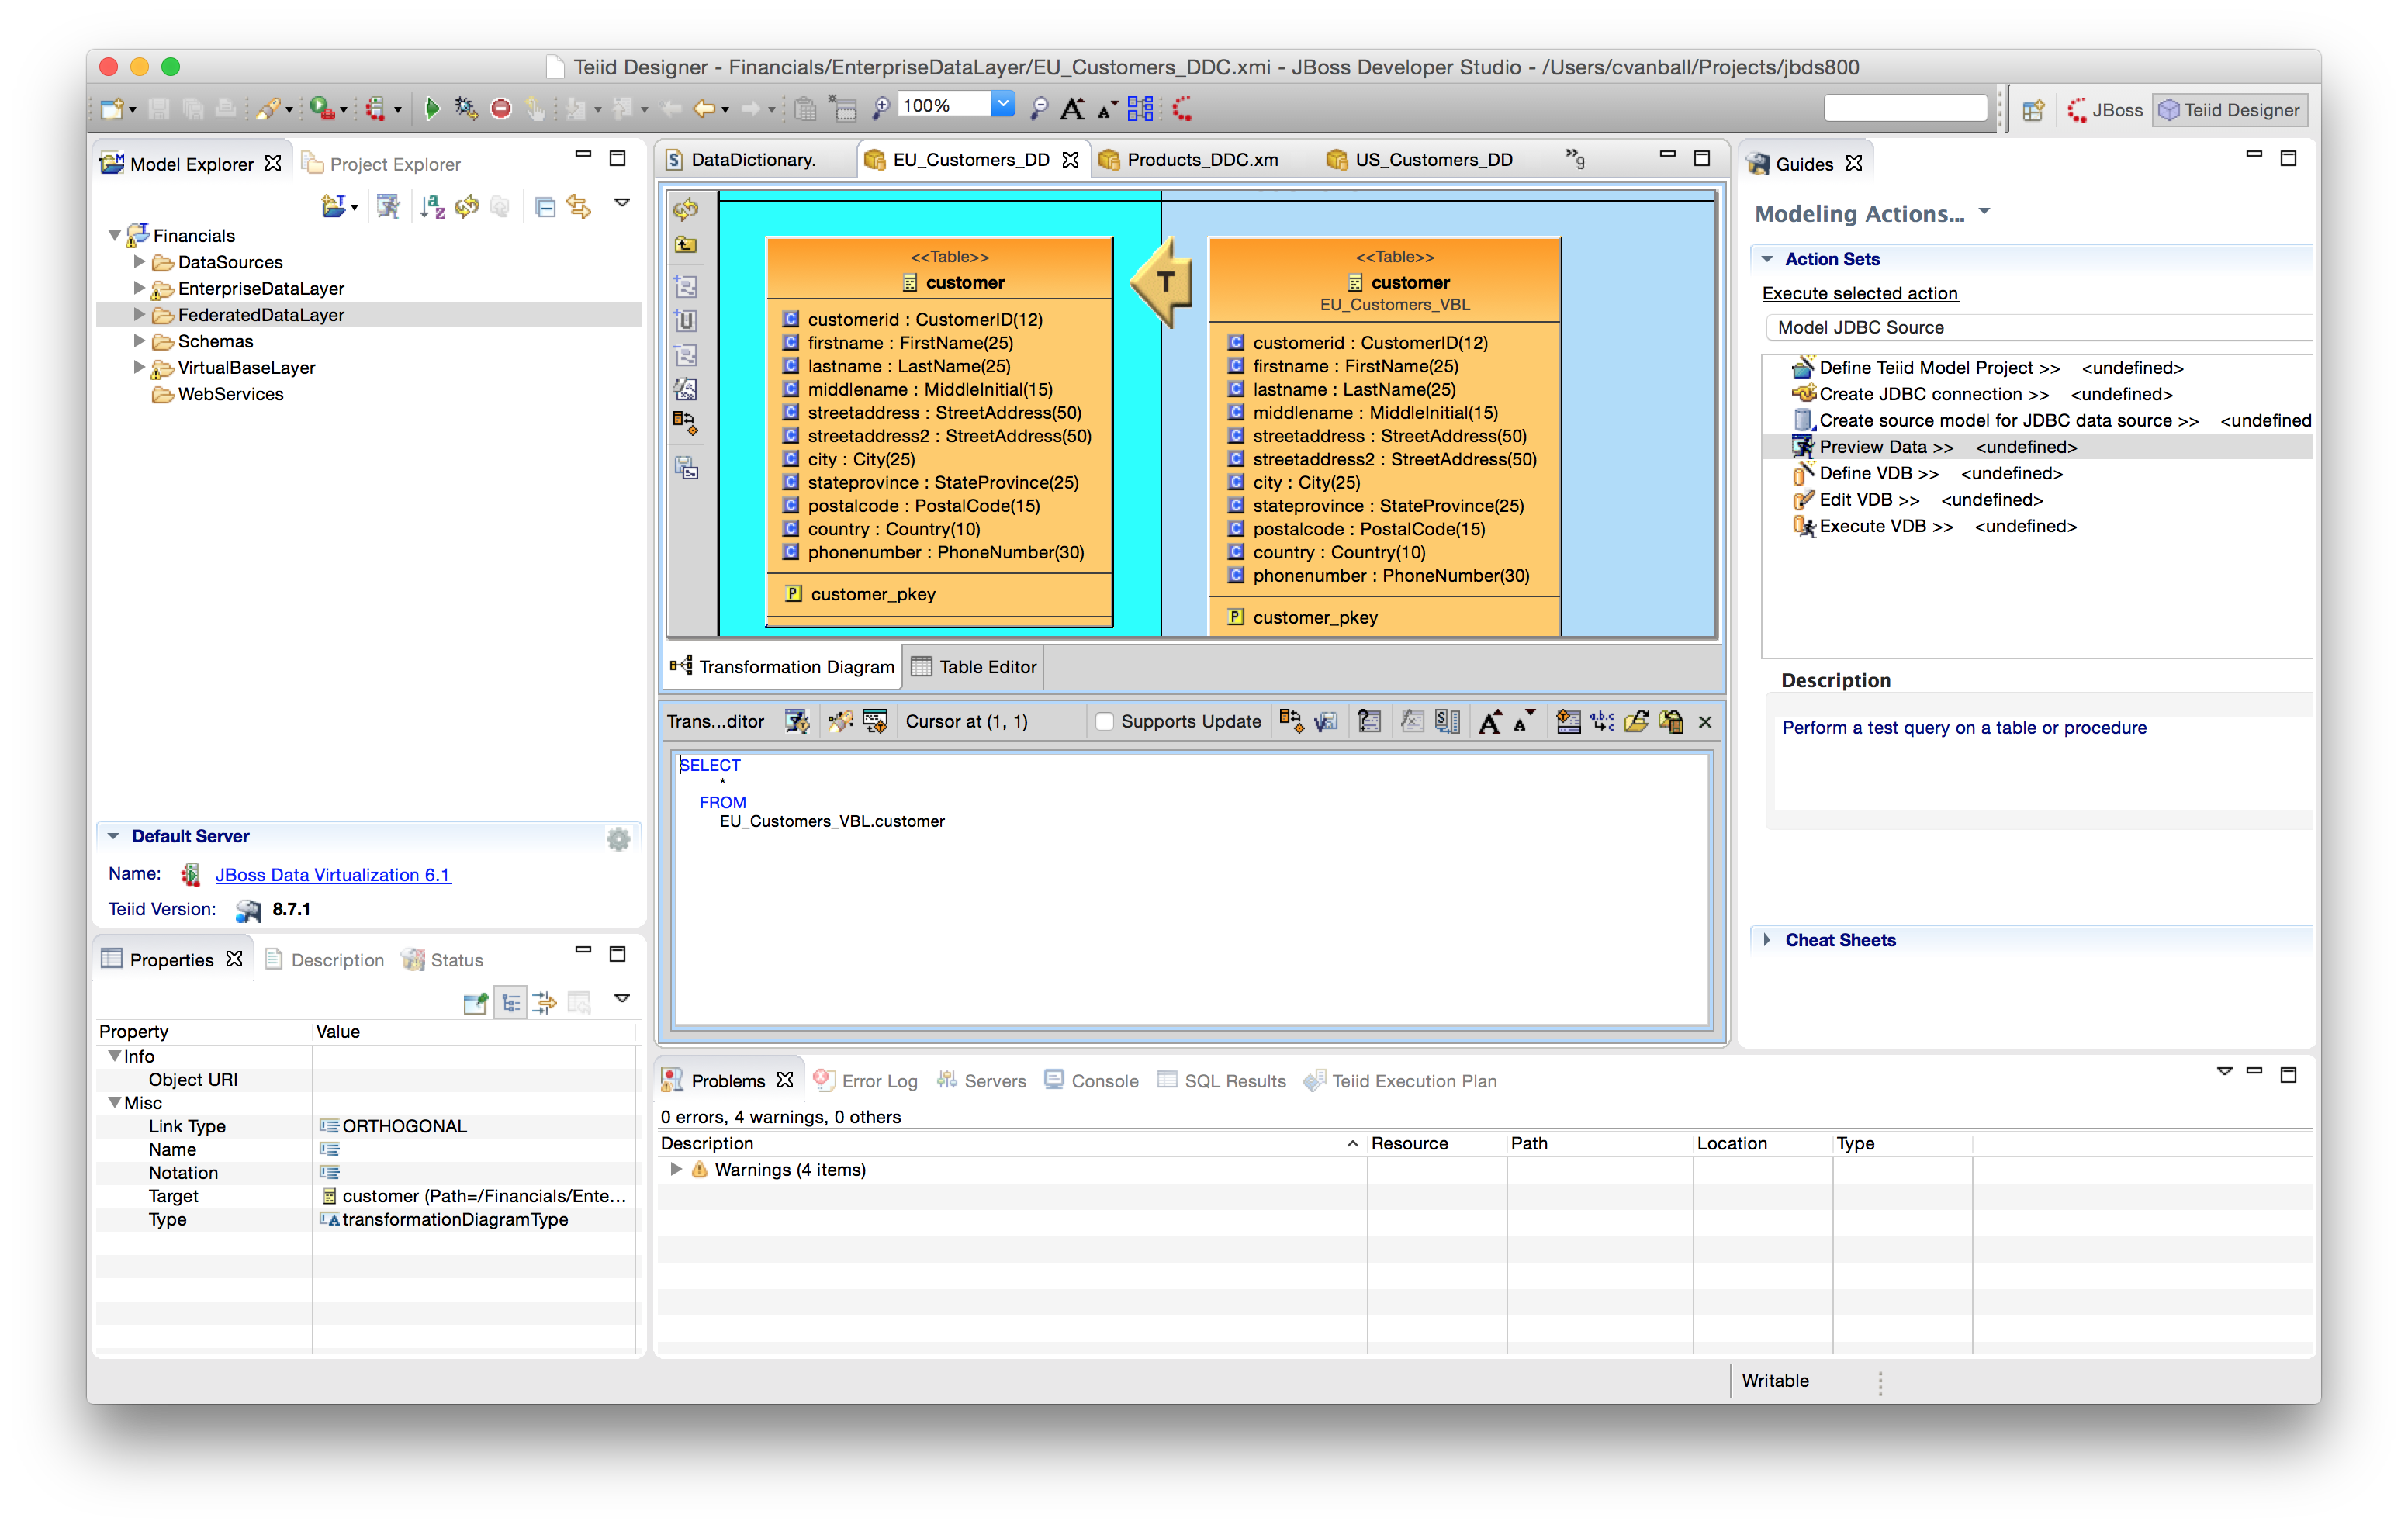 Teiid Designer - Financials/EnterpriseDataLayer/EU_Customers_DDC.xmi - JBoss Developer Studio - /Users/cvanball/Projects/jbds800
100%
JBoss
Teiid Designer
Model Explorer
Project Explorer
Financials
DataSources
EnterpriseDataLayer
FederatedDataLayer
Schemas
VirtualBaseLayer
WebServices
Default Server
Name: JBoss Data Virtualization 6.1
Teiid Version: 8.7.1
Properties
Description
Status
Property Value
Info
Object URI
Misc
Link Type ORTHOGONAL
Name
Notation
Target customer (Path=/Financials/Ente...
Type transformationDiagramType
DataDictionary.
EU_Customers_DD
Products_DDC.xm
US_Customers_DD
»9
<<Table>>
customer
customerid : CustomerID(12)
firstname : FirstName(25)
lastname : LastName(25)
middlename : MiddleInitial(15)
streetaddress : StreetAddress(50)
streetaddress2 : StreetAddress(50)
city : City(25)
stateprovince : StateProvince(25)
postalcode : PostalCode(15)
country : Country(10)
phonenumber : PhoneNumber(30)
customer_pkey
T
<<Table>>
customer
EU_Customers_VBL
customerid : CustomerID(12)
firstname : FirstName(25)
lastname : LastName(25)
middlename : MiddleInitial(15)
streetaddress : StreetAddress(50)
streetaddress2 : StreetAddress(50)
city : City(25)
stateprovince : StateProvince(25)
postalcode : PostalCode(15)
country : Country(10)
phonenumber : PhoneNumber(30)
customer_pkey
Transformation Diagram
Table Editor
Trans...ditor
Cursor at (1, 1)
Supports Update
SELECT
*
FROM
EU_Customers_VBL.customer
Guides
Modeling Actions...
Action Sets
Execute selected action
Model JDBC Source
Define Teiid Model Project >> <undefined>
Create JDBC connection >> <undefined>
Create source model for JDBC data source >> <undefined
Preview Data >> <undefined>
Define VDB >> <undefined>
Edit VDB >> <undefined>
Execute VDB >> <undefined>
Description
Perform a test query on a table or procedure
Cheat Sheets
Problems
Error Log
Servers
Console
SQL Results
Teiid Execution Plan
0 errors, 4 warnings, 0 others
Description Resource Path Location Type
Warnings (4 items)
Writable